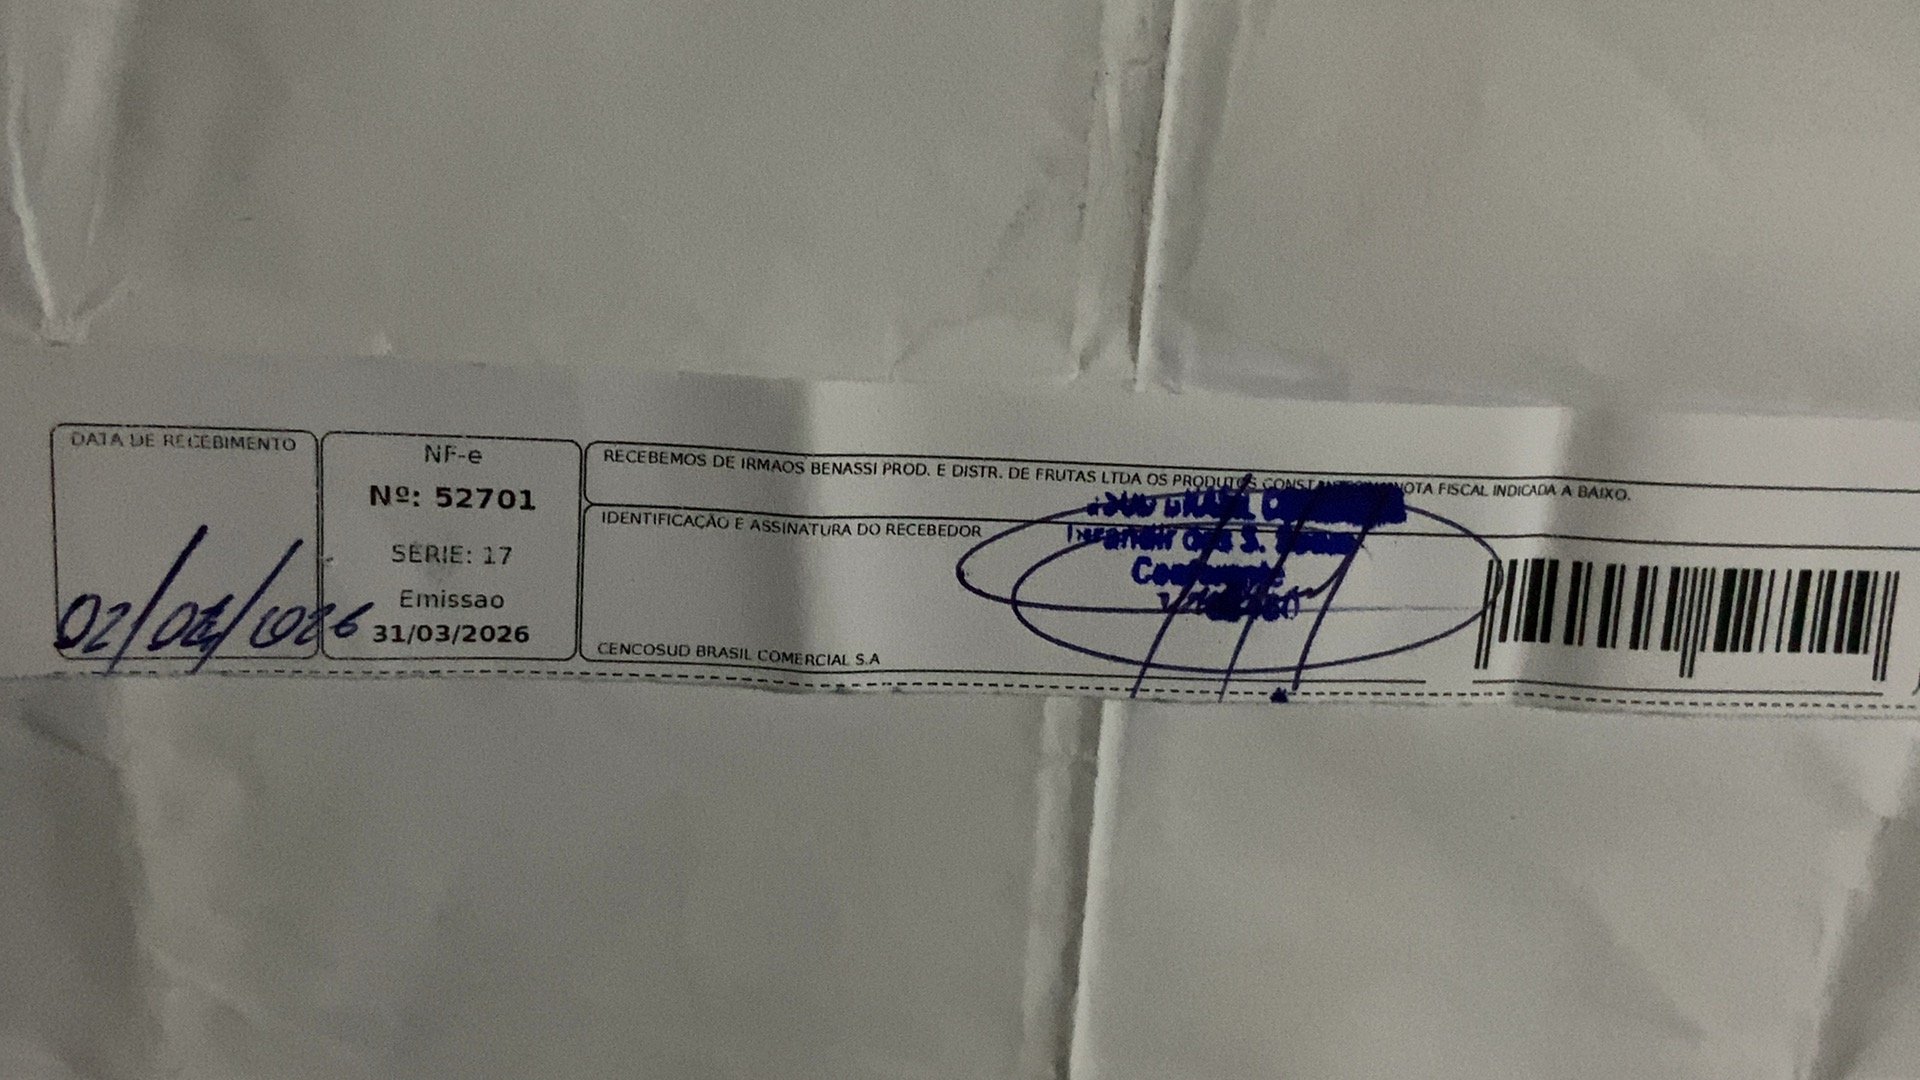 DATA DE RECEBIMENTO
02/04/2026
NF-e
Nº: 52701
SERIE: 17
Emissao
31/03/2026
RECEBEMOS DE IRMAOS BENASSI PROD. E DISTR. DE FRUTAS LTDA OS PRODUTOS NOTA FISCAL INDICADA A BAIXO.
IDENTIFICAÇÃO E ASSINATURA DO RECEBEDOR
BRASIL
S.
CENCOSUD BRASIL COMERCIAL S.A